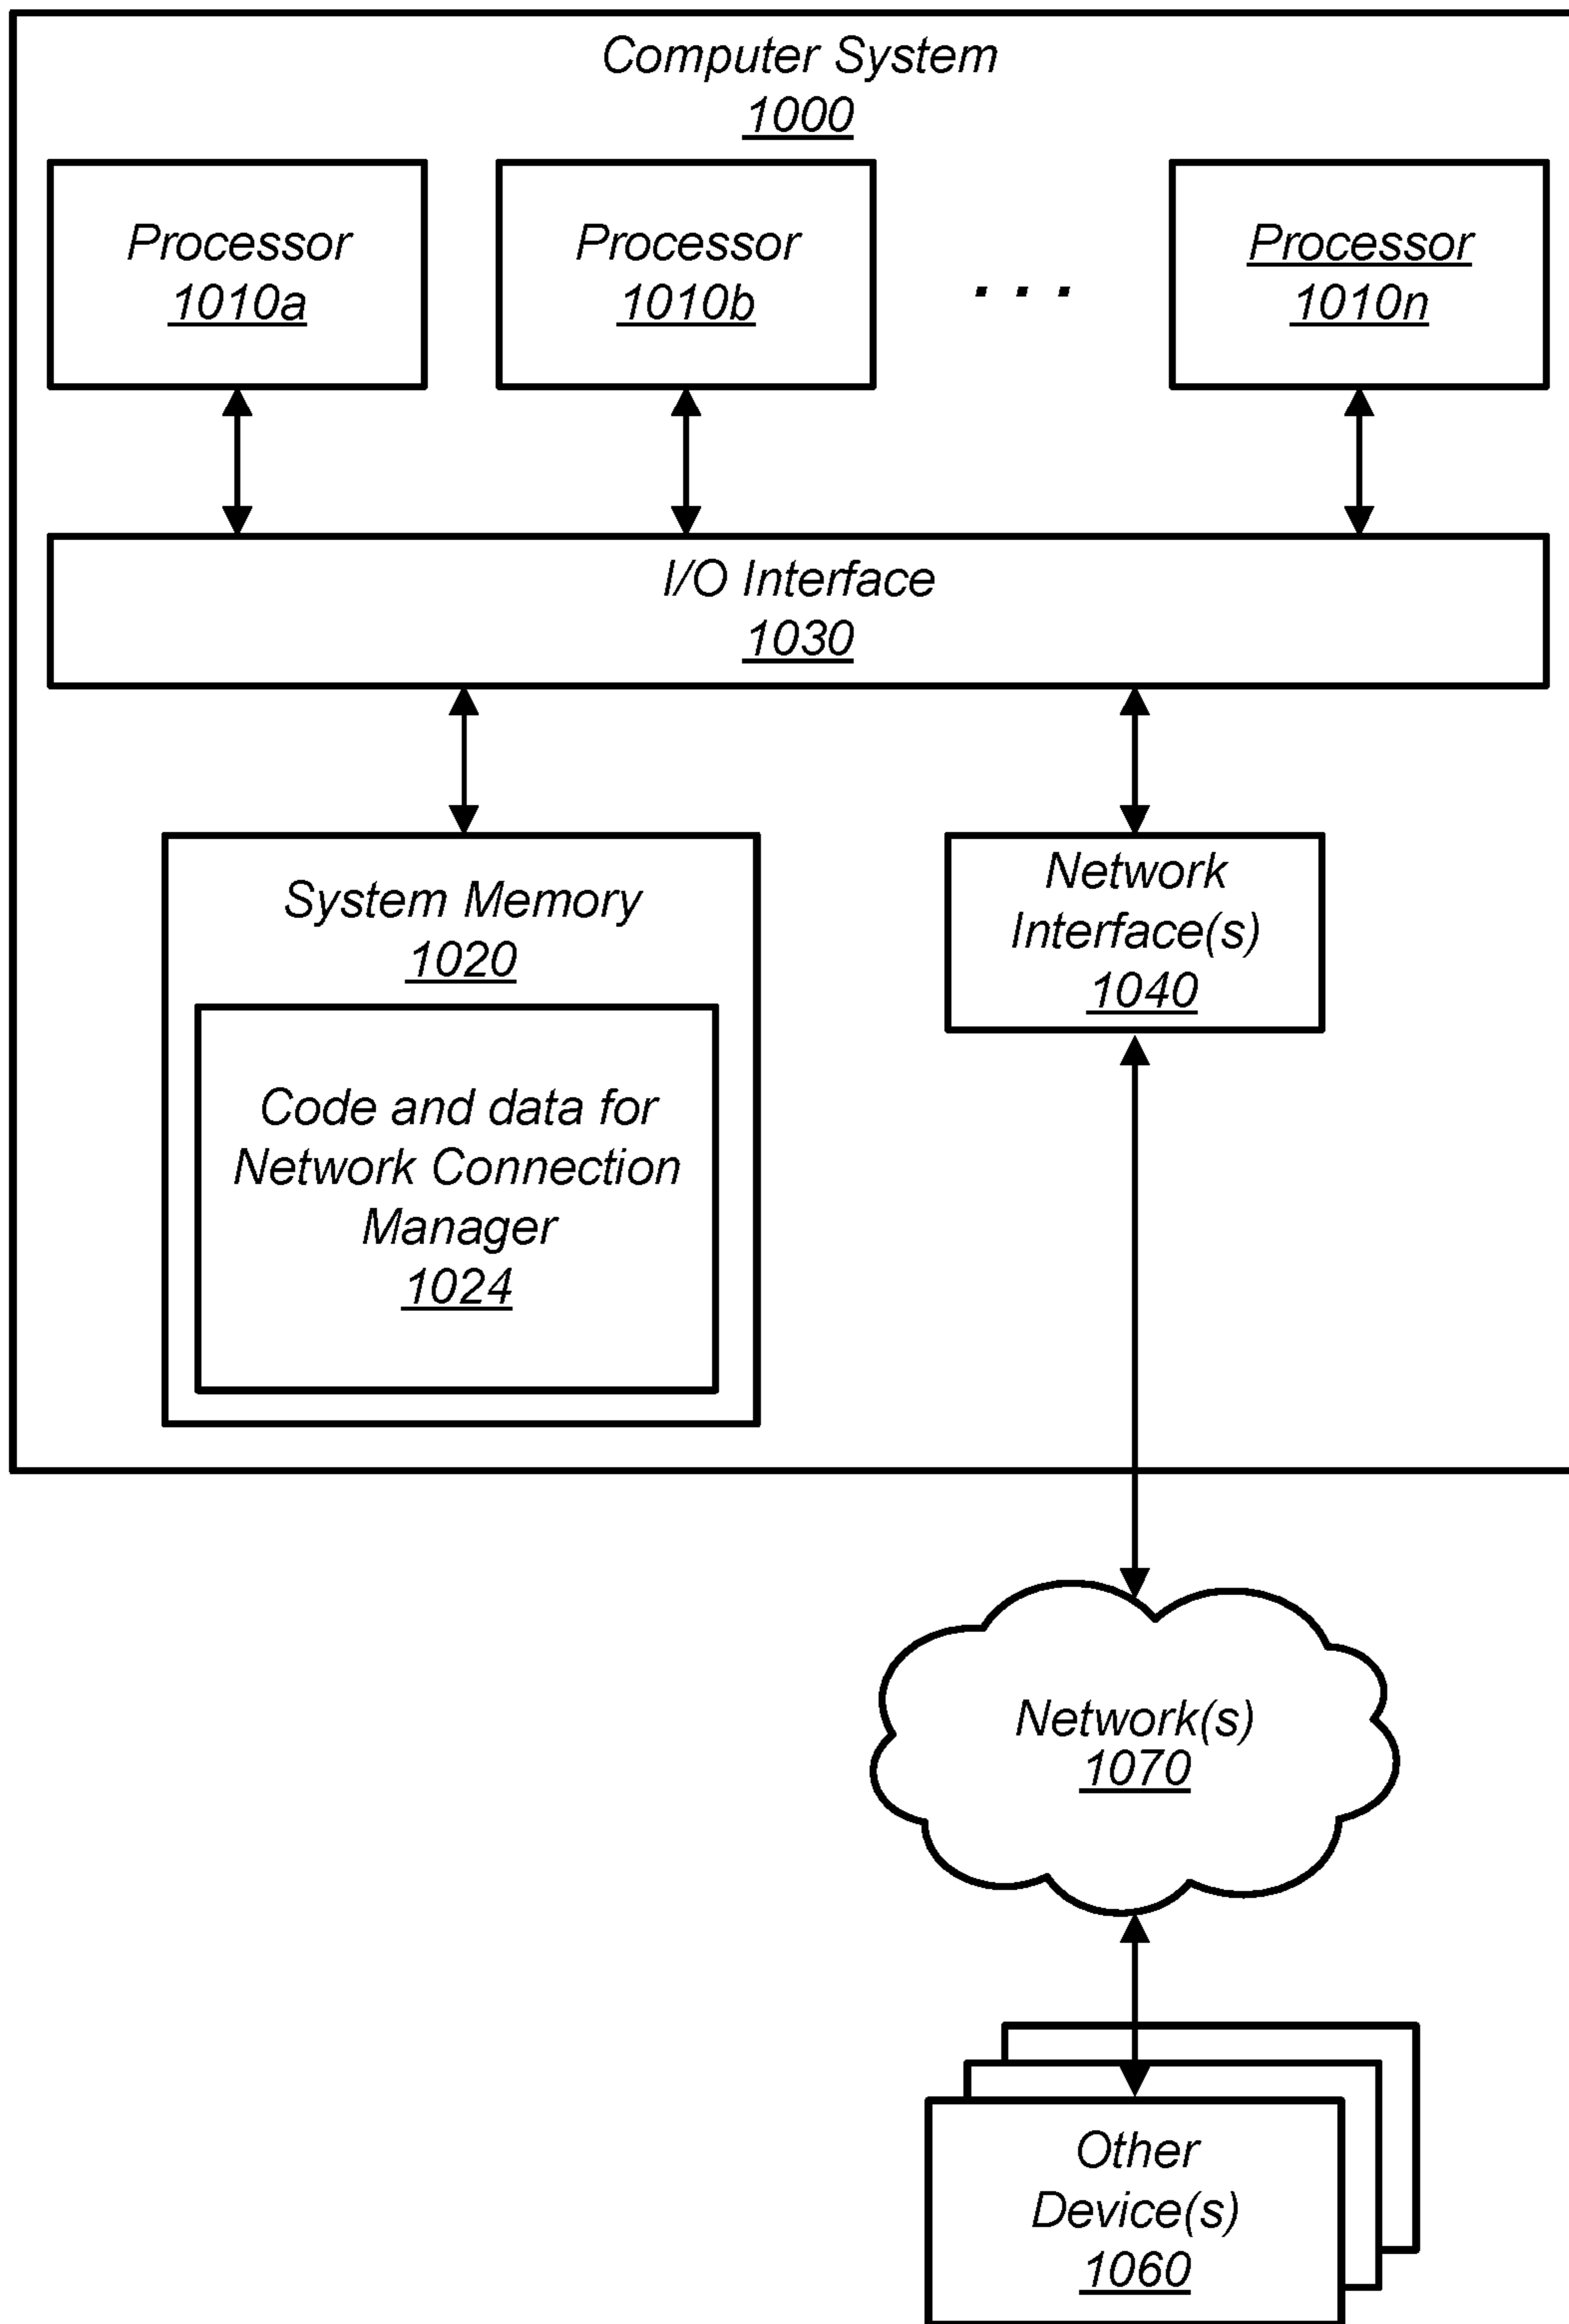 Computer System
1000
Processor
1010a
Processor
1010b
. . .
Processor
1010n
I/O Interface
1030
System Memory
1020
Code and data for
Network Connection
Manager
1024
Network
Interface(s)
1040
Network(s)
1070
Other
Device(s)
1060